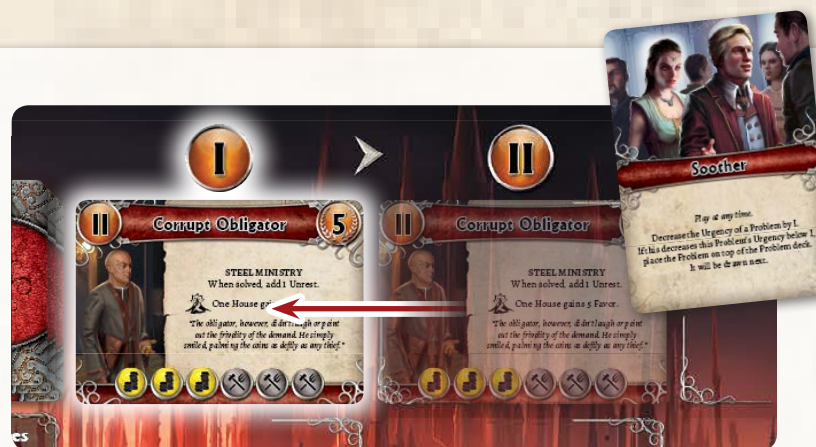 I
II
Soother
Play at any time.
Decrease the Urgency of a Problem by 1.
If this decreases this Problem's Urgency below 1,
place the Problem on top of the Problem deck.
It will be drawn next.
II
Corrupt Obligator
5
STEEL MINISTRY
When solved, add 1 Unrest.
One House
"The obligator, however, didn't laugh or point
out the frivolity of the demand. He simply
smiled, palming the coins as deftly as any thief."
II
Corrupt Obligator
STEEL MINISTRY
When solved, add 1 Unrest.
One House gains 5 Favor.
"The obligator, however, didn't laugh or point
out the frivolity of the demand. He simply
smiled, palming the coins as deftly as any thief."
es